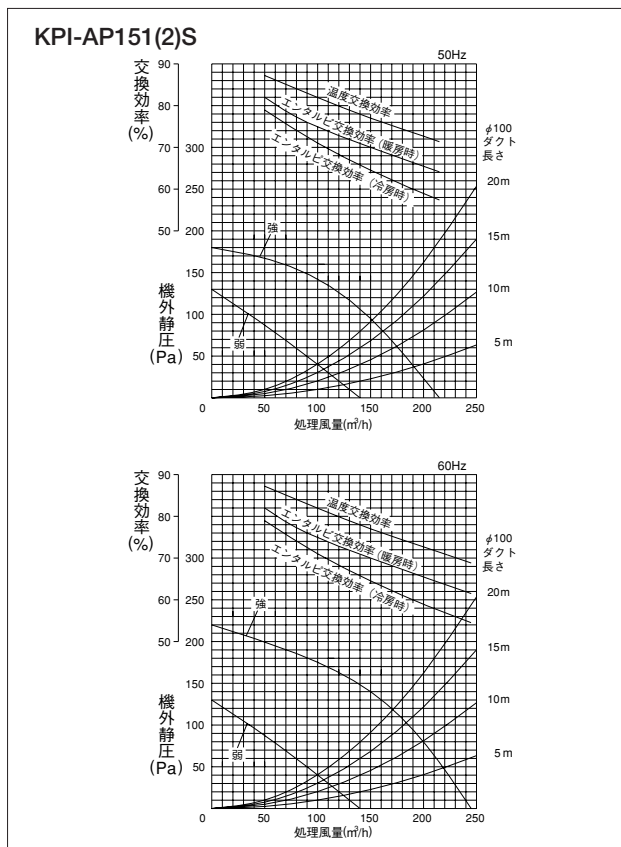 KPI-AP151(2)S
50Hz
交換効率(%)
90
80
70
60
50
温度交換効率
エンタルピ交換効率(暖房時)
エンタルピ交換効率(冷房時)
φ100
ダクト
長さ
20m
15m
10m
5m
強
弱
機外静圧(Pa)
300
250
200
150
100
50
0
50
100
150
200
250
処理風量(m³/h)
60Hz
交換効率(%)
90
80
70
60
50
温度交換効率
エンタルピ交換効率(暖房時)
エンタルピ交換効率(冷房時)
φ100
ダクト
長さ
20m
15m
10m
5m
強
弱
機外静圧(Pa)
300
250
200
150
100
50
0
50
100
150
200
250
処理風量(m³/h)